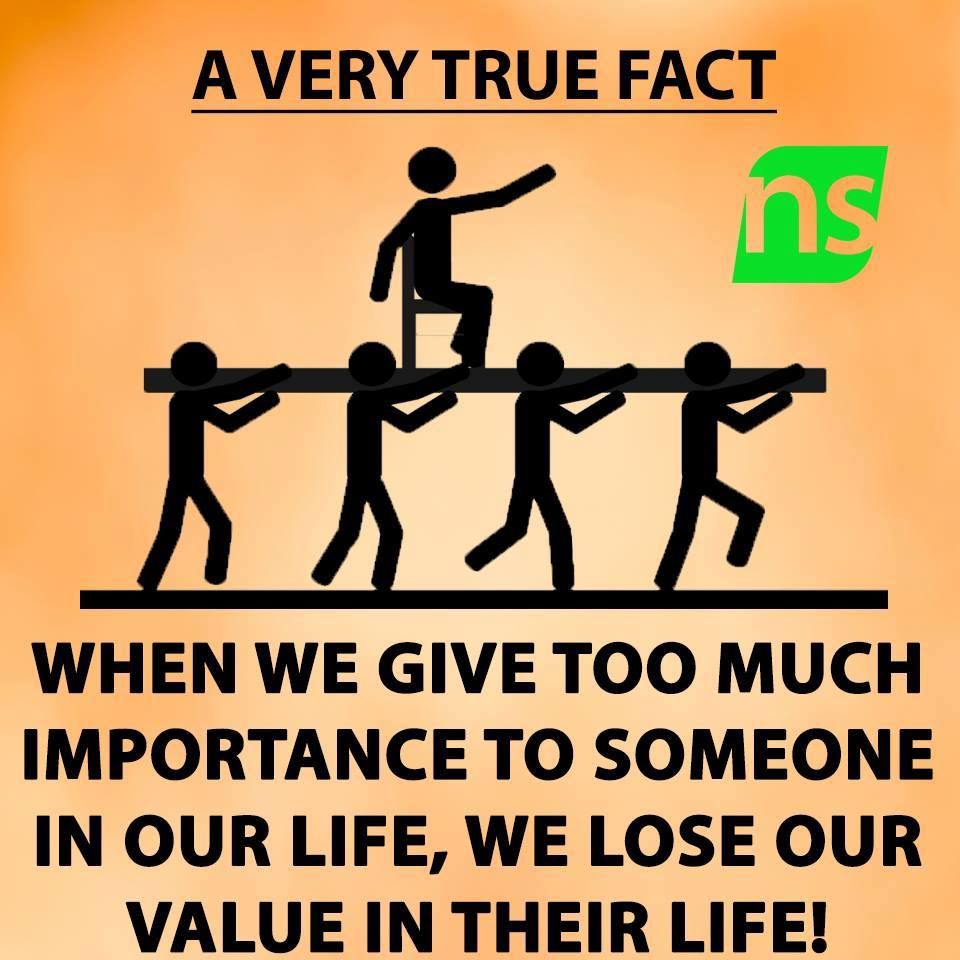 A VERY TRUE FACT
ns
WHEN WE GIVE TOO MUCH
IMPORTANCE TO SOMEONE
IN OUR LIFE, WE LOSE OUR
VALUE IN THEIR LIFE!